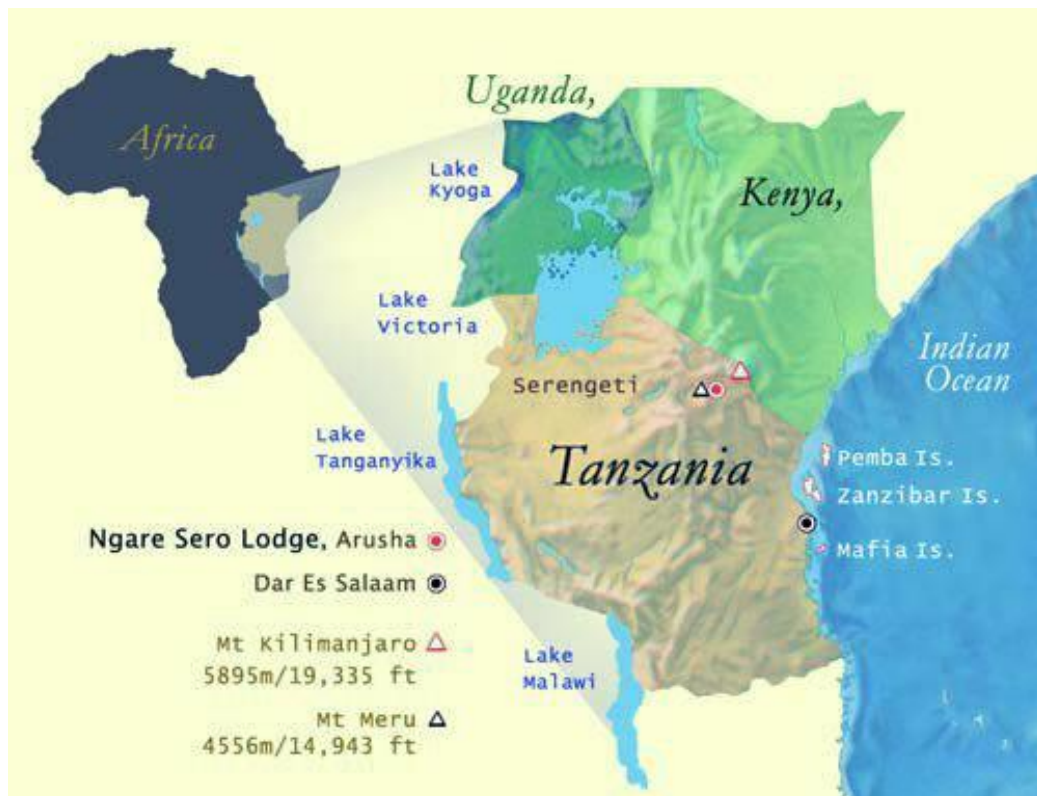 Africa
Uganda,
Lake
Kyoga
Kenya,
Lake
Victoria
Indian
Ocean
Serengeti
Lake
Tanganyika
Tanzania
Pemba Is.
Zanzibar Is.
Ngare Sero Lodge, Arusha
Mafia Is.
Dar Es Salaam
Mt Kilimanjaro
5895m/19,335 ft
Lake
Malawi
Mt Meru
4556m/14,943 ft